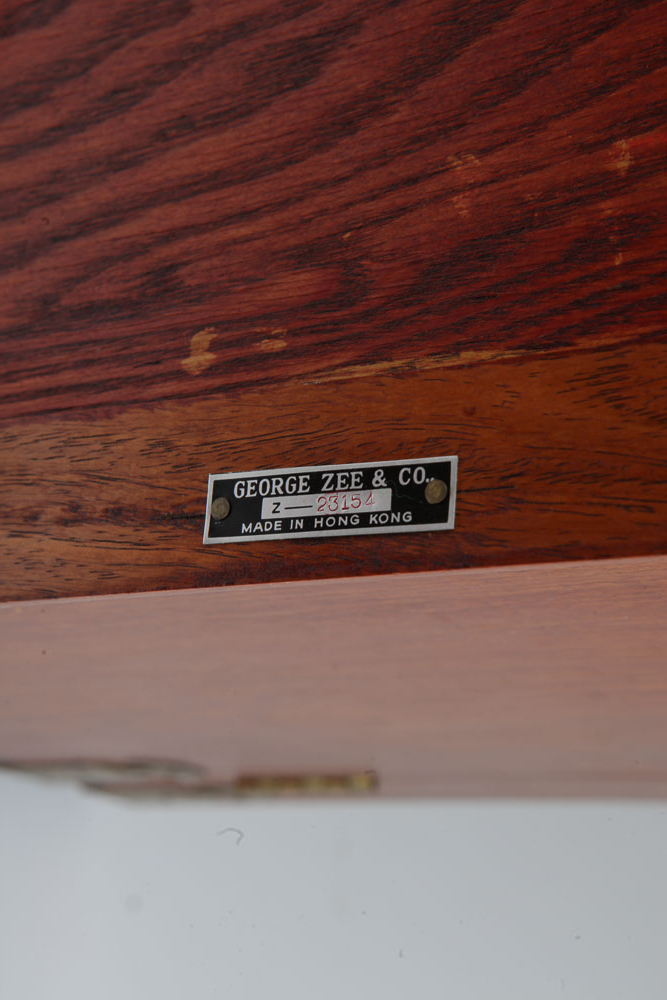 GEORGE ZEE & CO..
Z — 23154
MADE IN HONG KONG